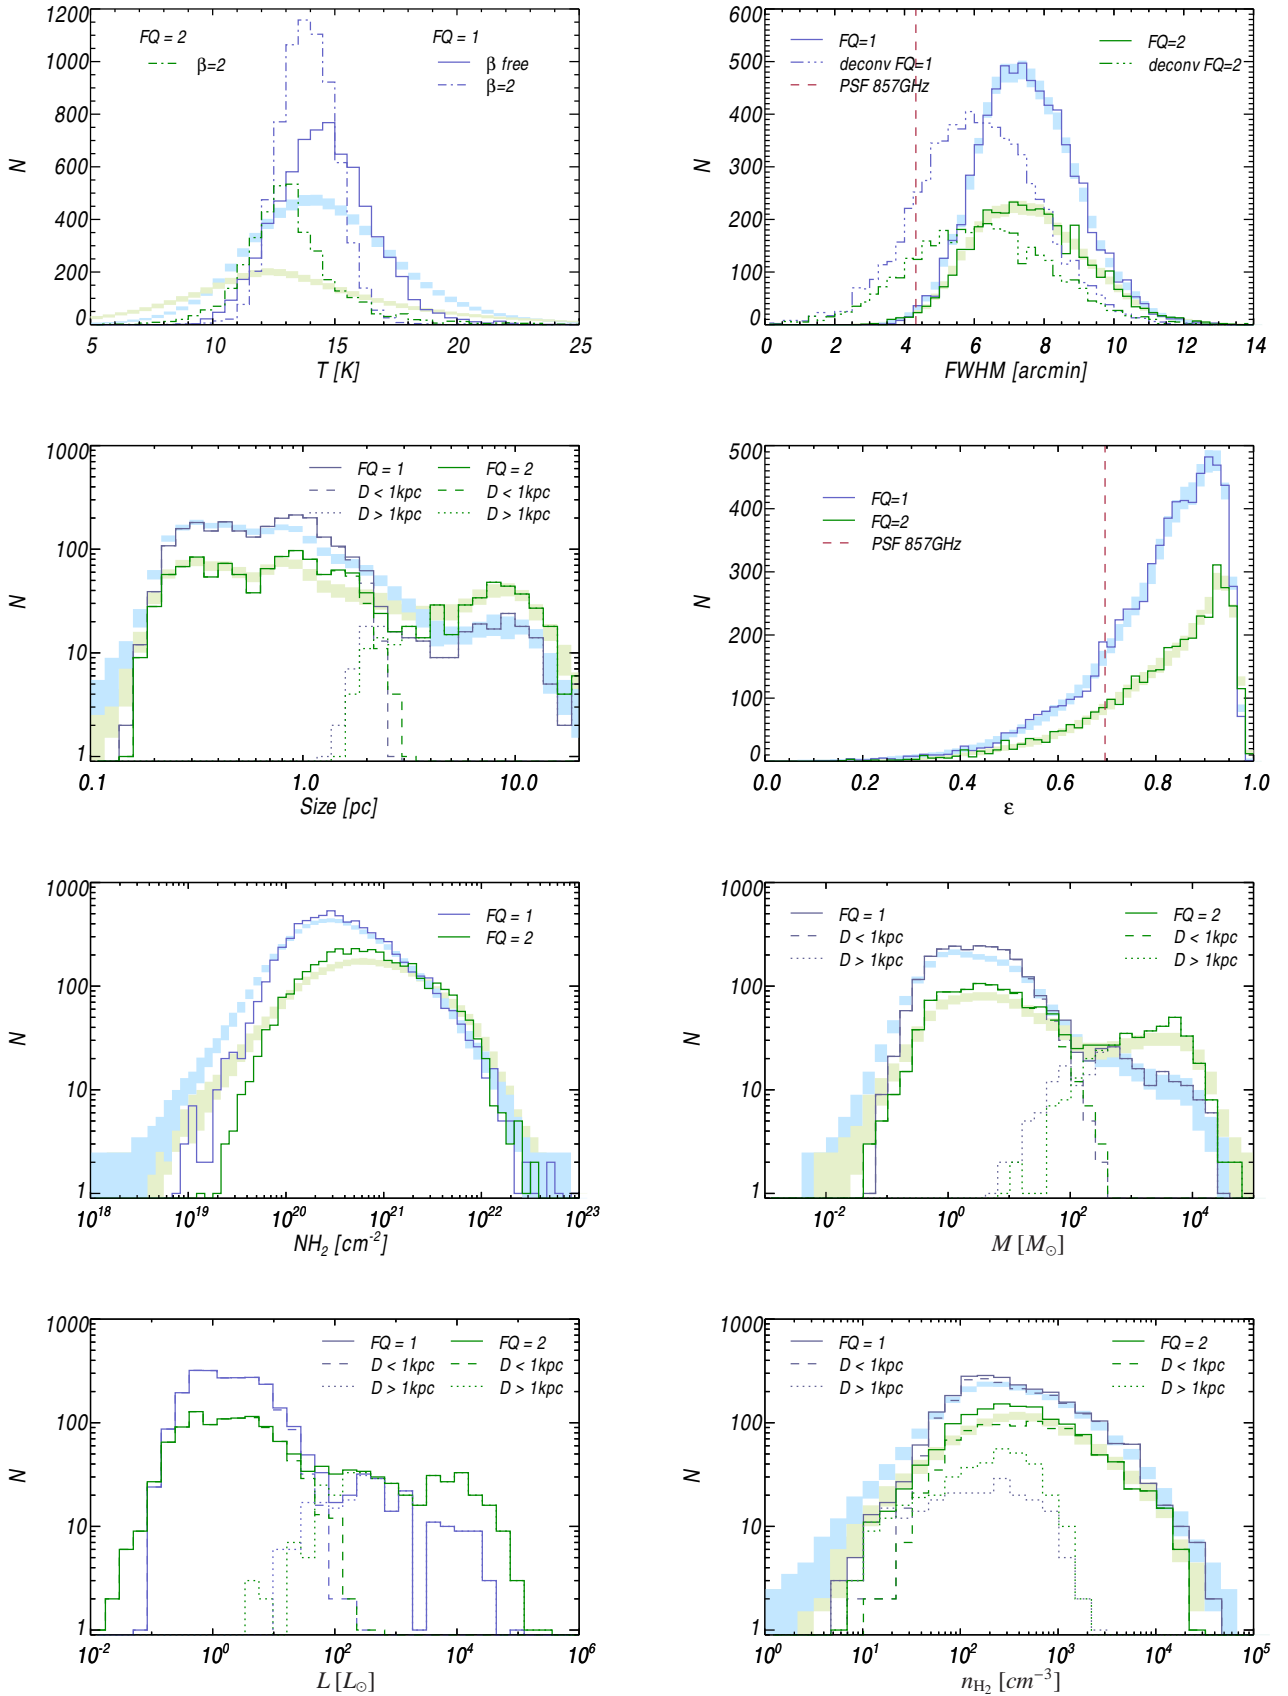 1200
1000
800
600
400
200
0
N
FQ = 2
β=2
FQ = 1
β free
β=2
5 10 15 20 25
T [K]
600
500
400
300
200
100
0
N
FQ=1
deconv FQ=1
PSF 857GHz
FQ=2
deconv FQ=2
0 2 4 6 8 10 12 14
FWHM [arcmin]
1000
100
10
1
N
FQ = 1 FQ = 2
D < 1kpc D < 1kpc
D > 1kpc D > 1kpc
0.1 1.0 10.0
Size [pc]
500
400
300
200
100
0
N
FQ=1
FQ=2
PSF 857GHz
0.0 0.2 0.4 0.6 0.8 1.0
ε
1000
100
10
1
N
FQ = 1
FQ = 2
10^18 10^19 10^20 10^21 10^22 10^23
NH₂ [cm⁻²]
1000
100
10
1
N
FQ = 1 FQ = 2
D < 1kpc D < 1kpc
D > 1kpc D > 1kpc
10^-2 10^0 10^2 10^4
M [M⊙]
1000
100
10
1
N
FQ = 1 FQ = 2
D < 1kpc D < 1kpc
D > 1kpc D > 1kpc
10^-2 10^0 10^2 10^4 10^6
L [L⊙]
1000
100
10
1
N
FQ = 1 FQ = 2
D < 1kpc D < 1kpc
D > 1kpc D > 1kpc
10^0 10^1 10^2 10^3 10^4 10^5
n_H₂ [cm⁻³]